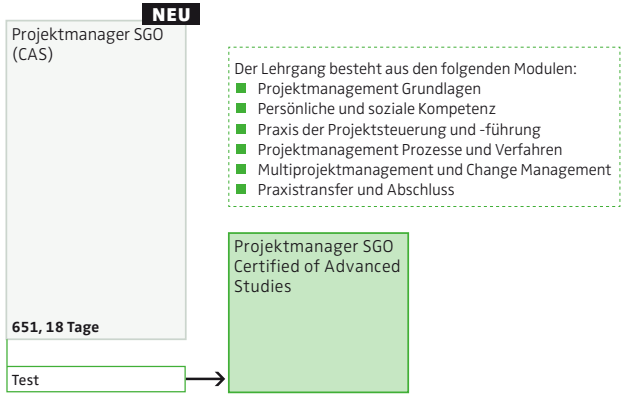 NEU
Projektmanager SGO
(CAS)
651, 18 Tage
Test
Der Lehrgang besteht aus den folgenden Modulen:
Projektmanagement Grundlagen
Persönliche und soziale Kompetenz
Praxis der Projektsteuerung und -führung
Projektmanagement Prozesse und Verfahren
Multiprojektmanagement und Change Management
Praxistransfer und Abschluss
Projektmanager SGO
Certified of Advanced
Studies